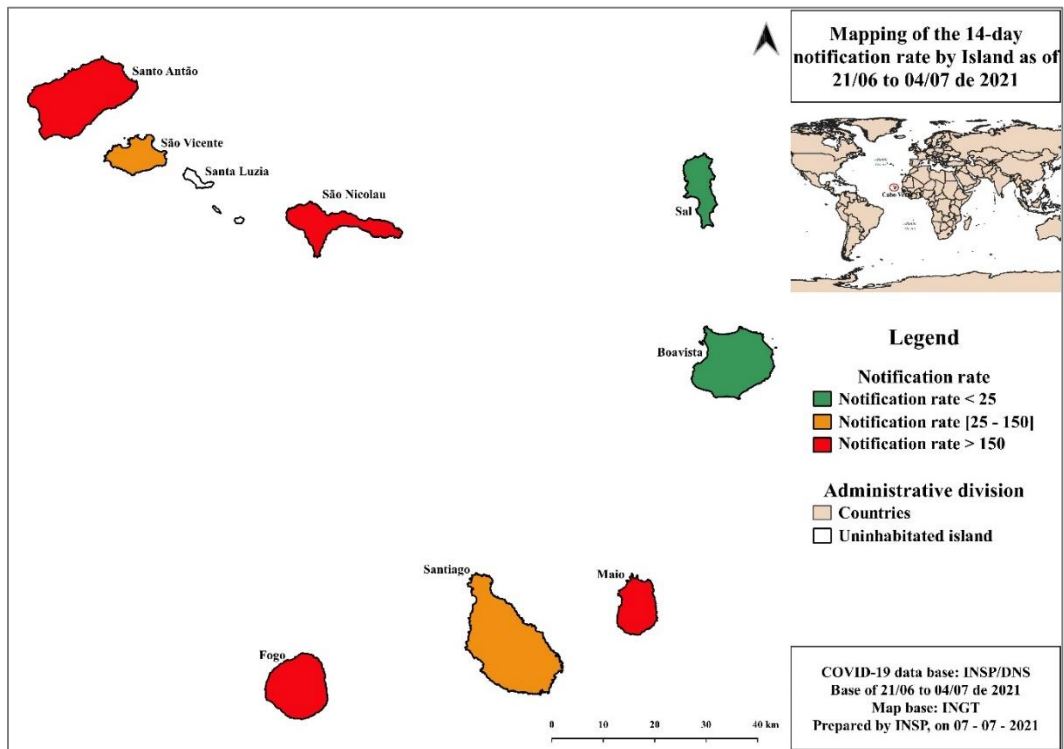 Mapping of the 14-day
notification rate by Island as of
21/06 to 04/07 de 2021
Santo Antão
São Vicente
Santa Luzia
São Nicolau
Sal
Boavista
Santiago
Maio
Fogo
Legend
Notification rate
Notification rate < 25
Notification rate [25 - 150]
Notification rate > 150
Administrative division
Countries
Uninhabitated island
0 10 20 30 40 km
COVID-19 data base: INSP/DNS
Base of 21/06 to 04/07 de 2021
Map base: INGT
Prepared by INSP, on 07 - 07 - 2021